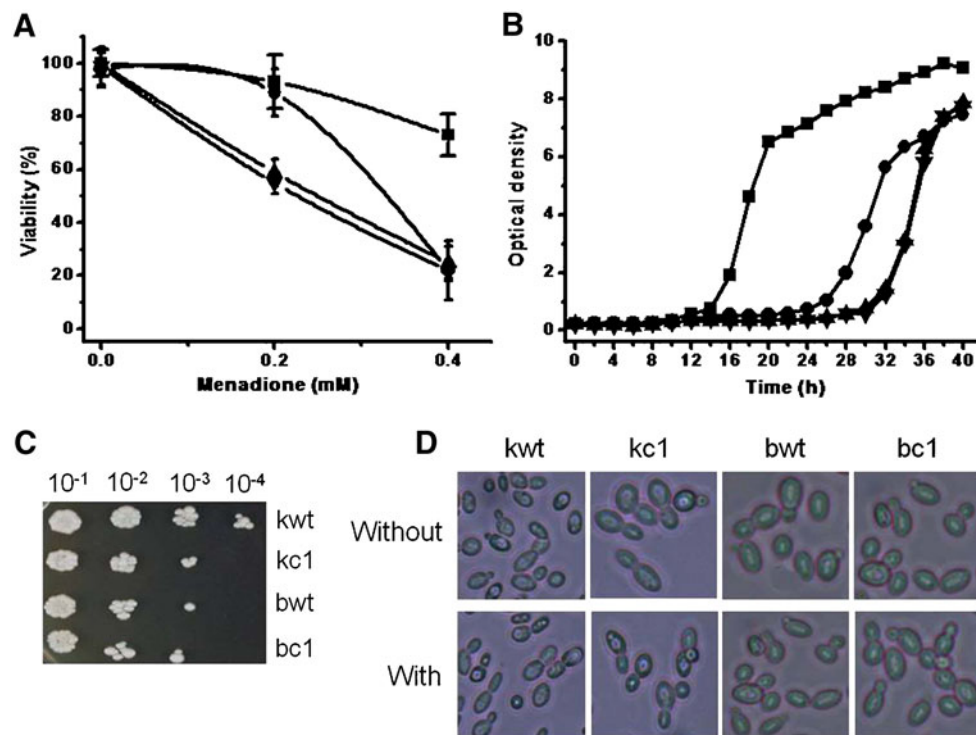 A
100
80
60
40
20
0
Viability (%)
0.0 0.2 0.4
Menadione (mM)
B
10
8
6
4
2
0
Optical density
0 4 8 12 16 20 24 28 32 36 40
Time (h)
C
10-1 10-2 10-3 10-4
kwt
kc1
bwt
bc1
D
kwt kc1 bwt bc1
Without
With